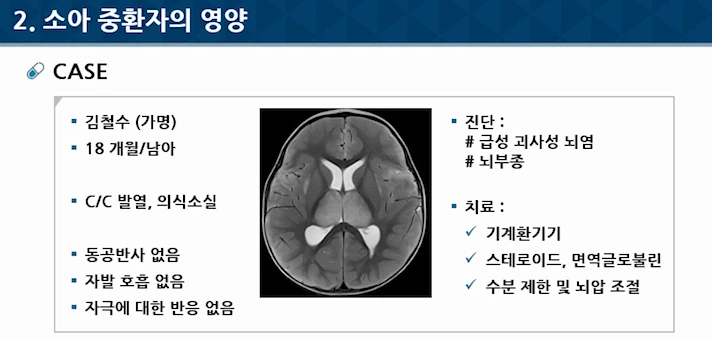 2. 소아 중환자의 영양
CASE
김철수 (가명)
18 개월/남아
C/C 발열, 의식소실
동공반사 없음
자발 호흡 없음
자극에 대한 반응 없음
진단 :
# 급성 괴사성 뇌염
# 뇌부종
치료 :
기계환기기
스테로이드, 면역글로불린
수분 제한 및 뇌압 조절